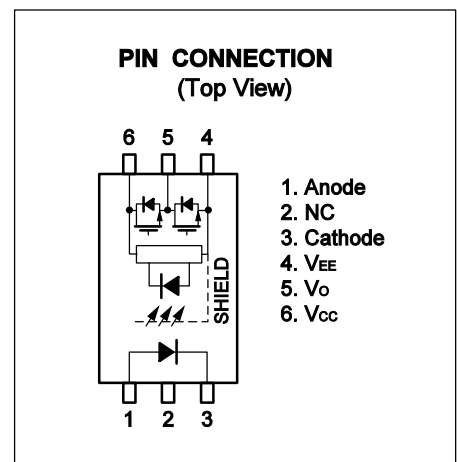 PIN CONNECTION
(Top View)
6 5 4
1. Anode
2. NC
3. Cathode
4. VEE
5. Vo
6. Vcc
SHIELD
1 2 3